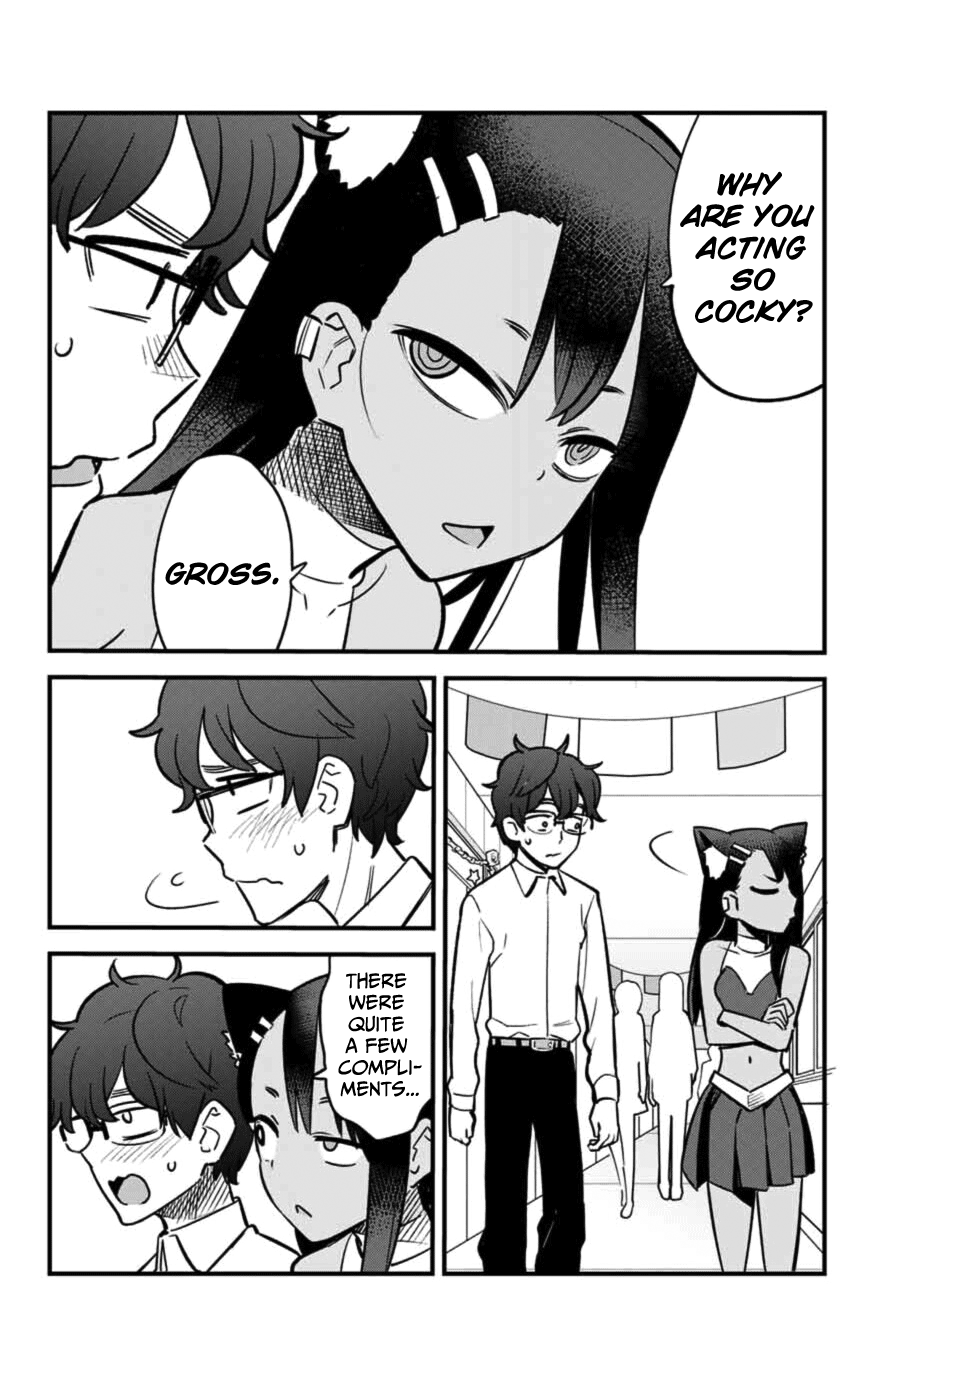 WHY
ARE YOU
ACTING
SO
COCKY?
GROSS.
THERE
WERE
QUITE
A FEW
COMPLI-
MENTS...